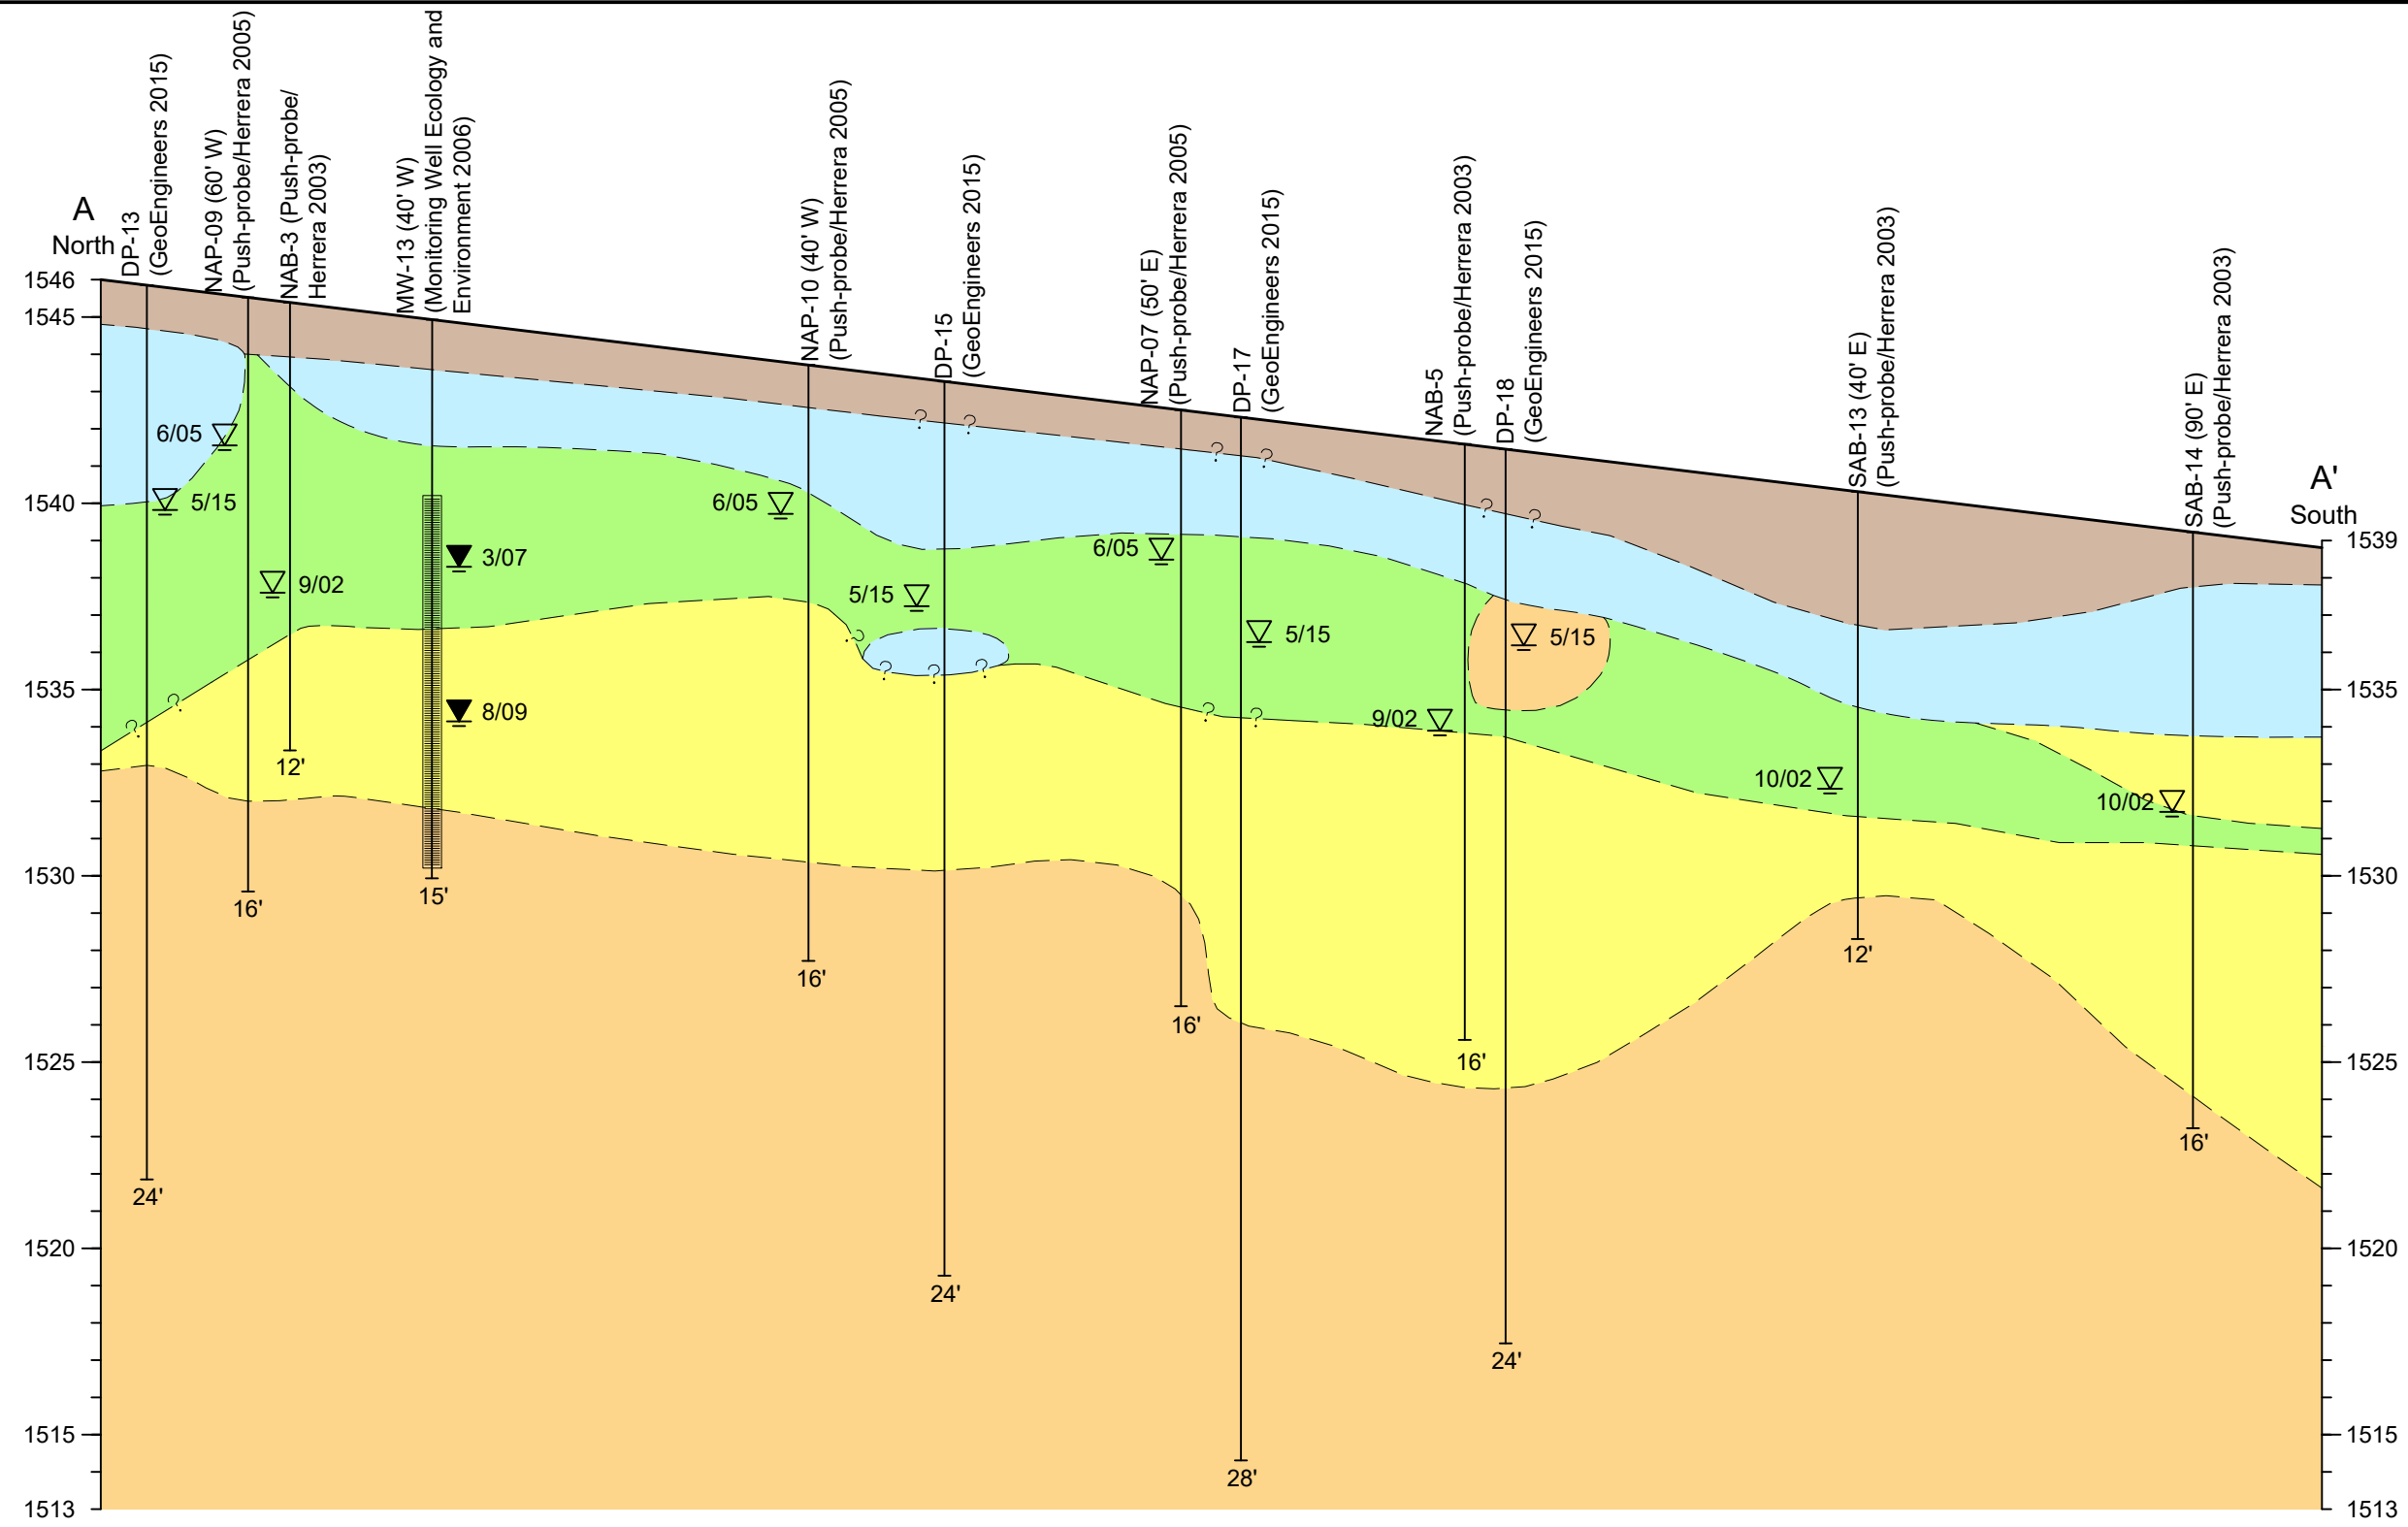 A
North
DP-13
(GeoEngineers 2015)
NAP-09 (60' W)
(Push-probe/Herrera 2005)
NAB-3 (Push-probe/
Herrera 2003)
MW-13 (40' W)
(Monitoring Well Ecology and
Environment 2006)
NAP-10 (40' W)
(Push-probe/Herrera 2005)
DP-15
(GeoEngineers 2015)
NAP-07 (50' E)
(Push-probe/Herrera 2005)
DP-17
(GeoEngineers 2015)
NAB-5
(Push-probe/Herrera 2003)
DP-18
(GeoEngineers 2015)
SAB-13 (40' E)
(Push-probe/Herrera 2003)
SAB-14 (90' E)
(Push-probe/Herrera 2003)
A'
South
1546
1545
1540
1535
1530
1525
1520
1515
1513
1539
1535
1530
1525
1520
1515
1513
6/05
5/15
9/02
3/07
8/09
6/05
5/15
6/05
5/15
9/02
5/15
10/02
10/02
? ?
? ?
? ?
? ?
? ? ? ?
? ?
24'
16'
12'
15'
16'
24'
16'
28'
16'
24'
12'
16'